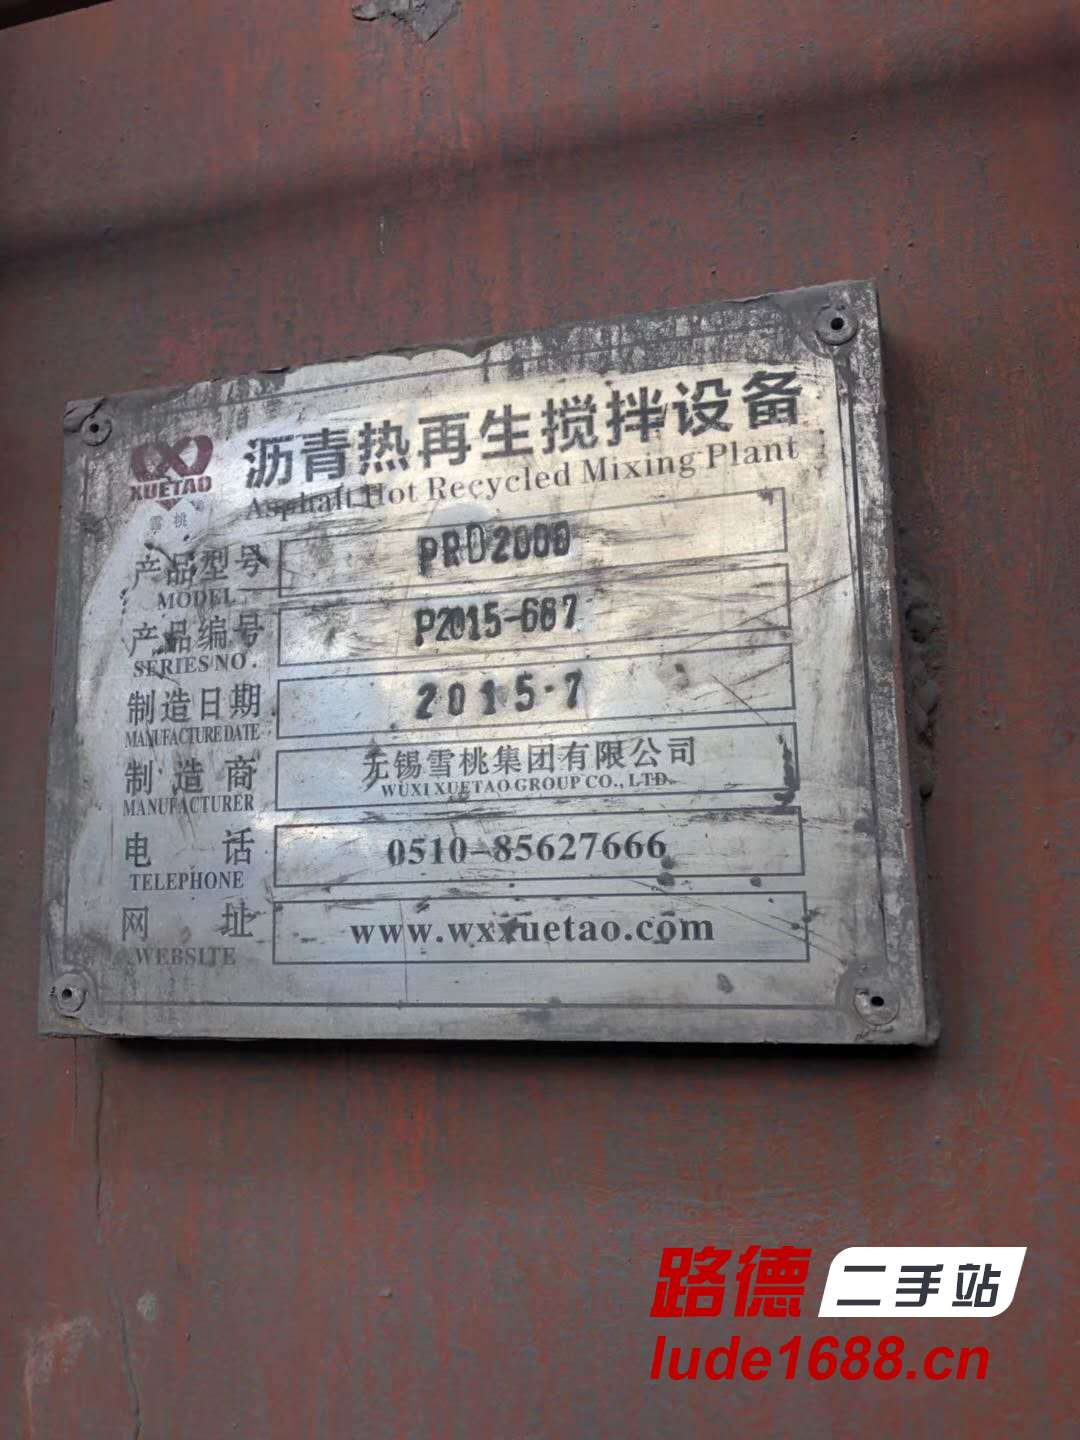 沥青热再生搅拌设备
Asphalt Hot Recycled Mixing Plant
XUETAO
雪桃
产品型号 PRD2000
MODEL
产品编号 P2015-687
SERIES NO.
制造日期 2015·7
MANUFACTURE DATE
制造商 无锡雪桃集团有限公司
MANUFACTURER WUXI XUETAO GROUP CO., LTD.
电话 0510-85627666
TELEPHONE
网址 www.wxxuetao.com
WEBSITE
路德 二手站
lude1688.cn